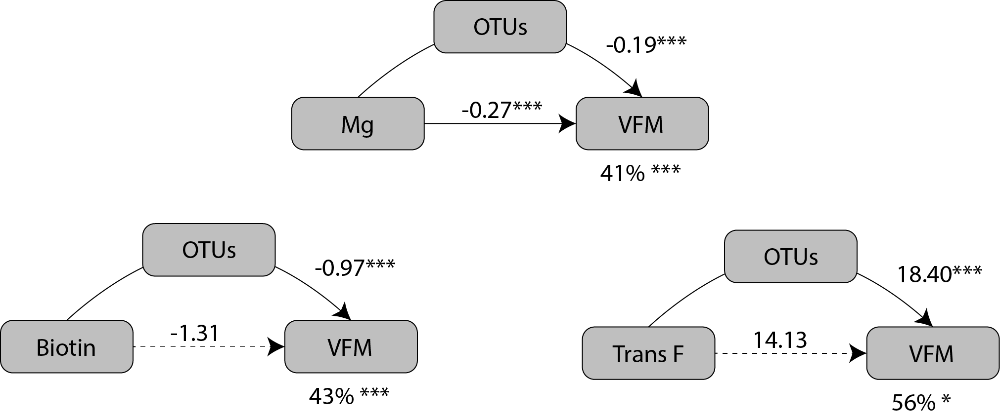 OTUs
-0.19***
Mg
-0.27***
VFM
41% ***
OTUs
-0.97***
Biotin
-1.31
VFM
43% ***
OTUs
18.40***
Trans F
14.13
VFM
56% *